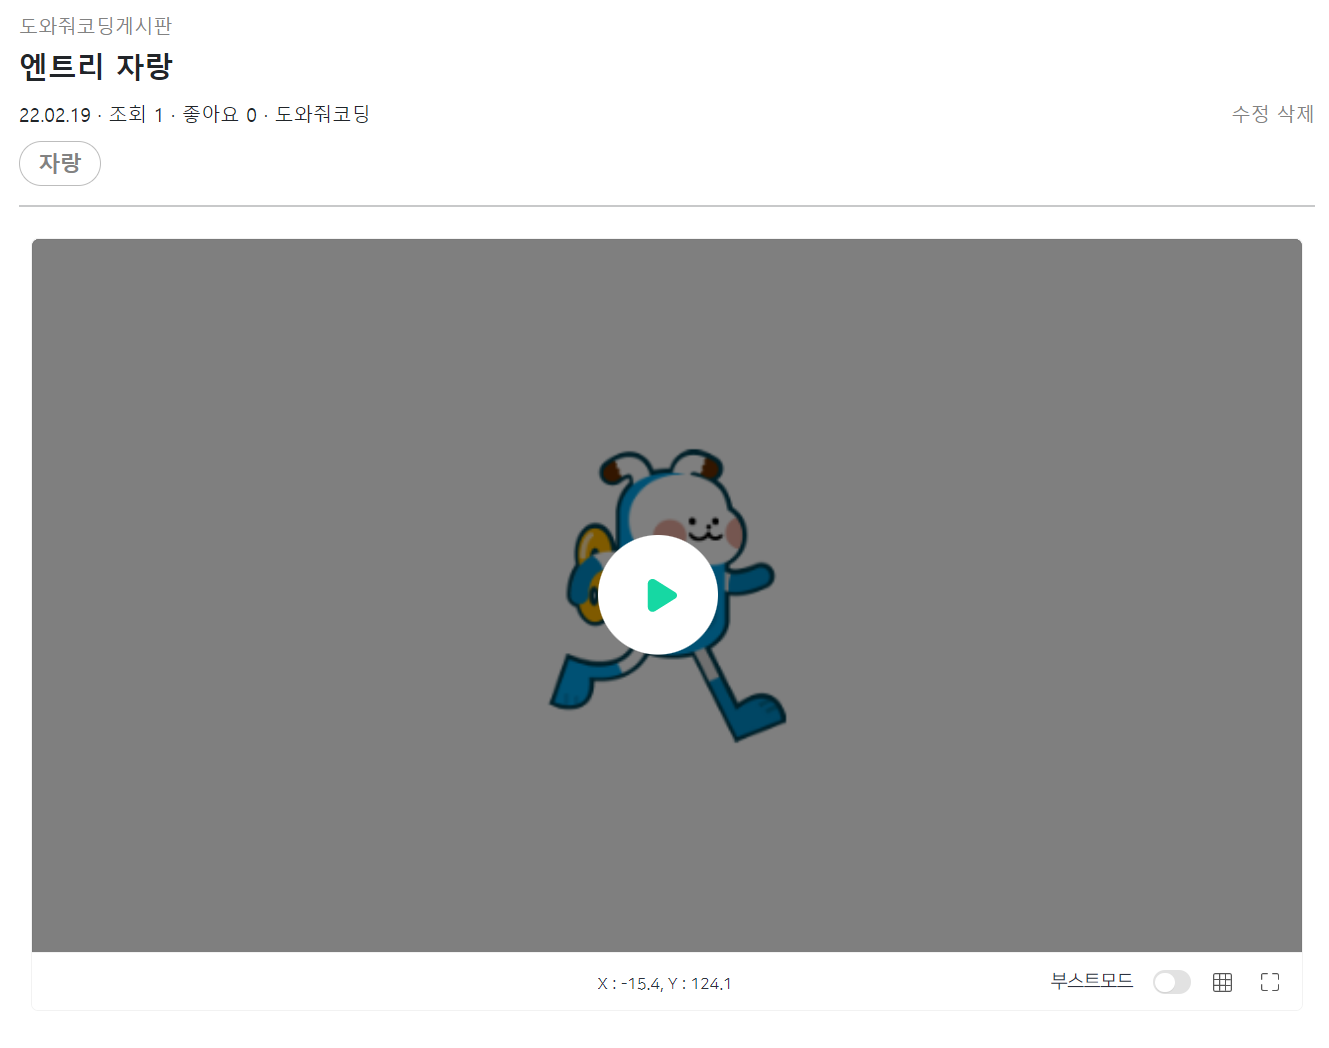 도와줘코딩게시판
엔트리 자랑
22.02.19 · 조회 1 · 좋아요 0 · 도와줘코딩
수정 삭제
자랑
X : -15.4, Y : 124.1
부스트모드